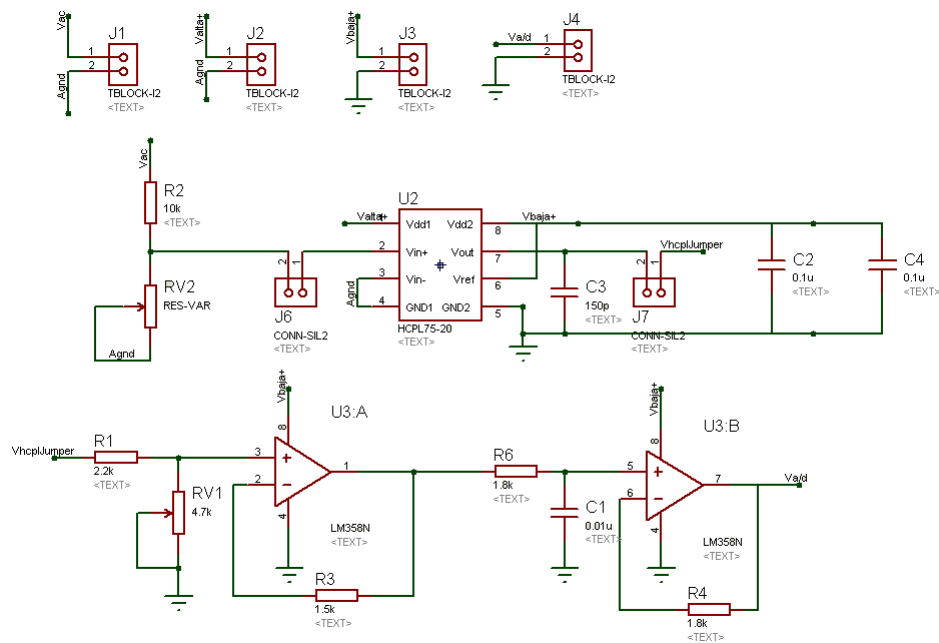 J1
J2
J3
J4
Vac
Valta+
Vbaja+
Va/d
1
2
1
2
1
2
1
2
Agnd
Agnd
TBLOCK-I2
TBLOCK-I2
TBLOCK-I2
TBLOCK-I2
<TEXT>
<TEXT>
<TEXT>
<TEXT>
Vac
R2
10k
<TEXT>
RV2
RES-VAR
Agnd
2
1
J6
CONN-SIL2
<TEXT>
U2
Valta+
1
Vdd1
Vdd2
8
Vbaja+
2
Vin+
Vout
7
3
Vin-
Vref
6
4
GND1
GND2
5
Agnd
HCPL75-20
<TEXT>
C3
150p
<TEXT>
2
1
VhcplJumper
J7
CONN-SIL2
<TEXT>
C2
0.1u
<TEXT>
C4
0.1u
<TEXT>
VhcplJumper
R1
2.2k
<TEXT>
RV1
4.7k
<TEXT>
Vbaja+
U3:A
8
3
2
1
4
LM358N
<TEXT>
R3
1.5k
<TEXT>
R6
1.8k
<TEXT>
C1
0.01u
<TEXT>
Vbaja+
U3:B
8
5
6
7
4
Va/d
LM358N
<TEXT>
R4
1.8k
<TEXT>